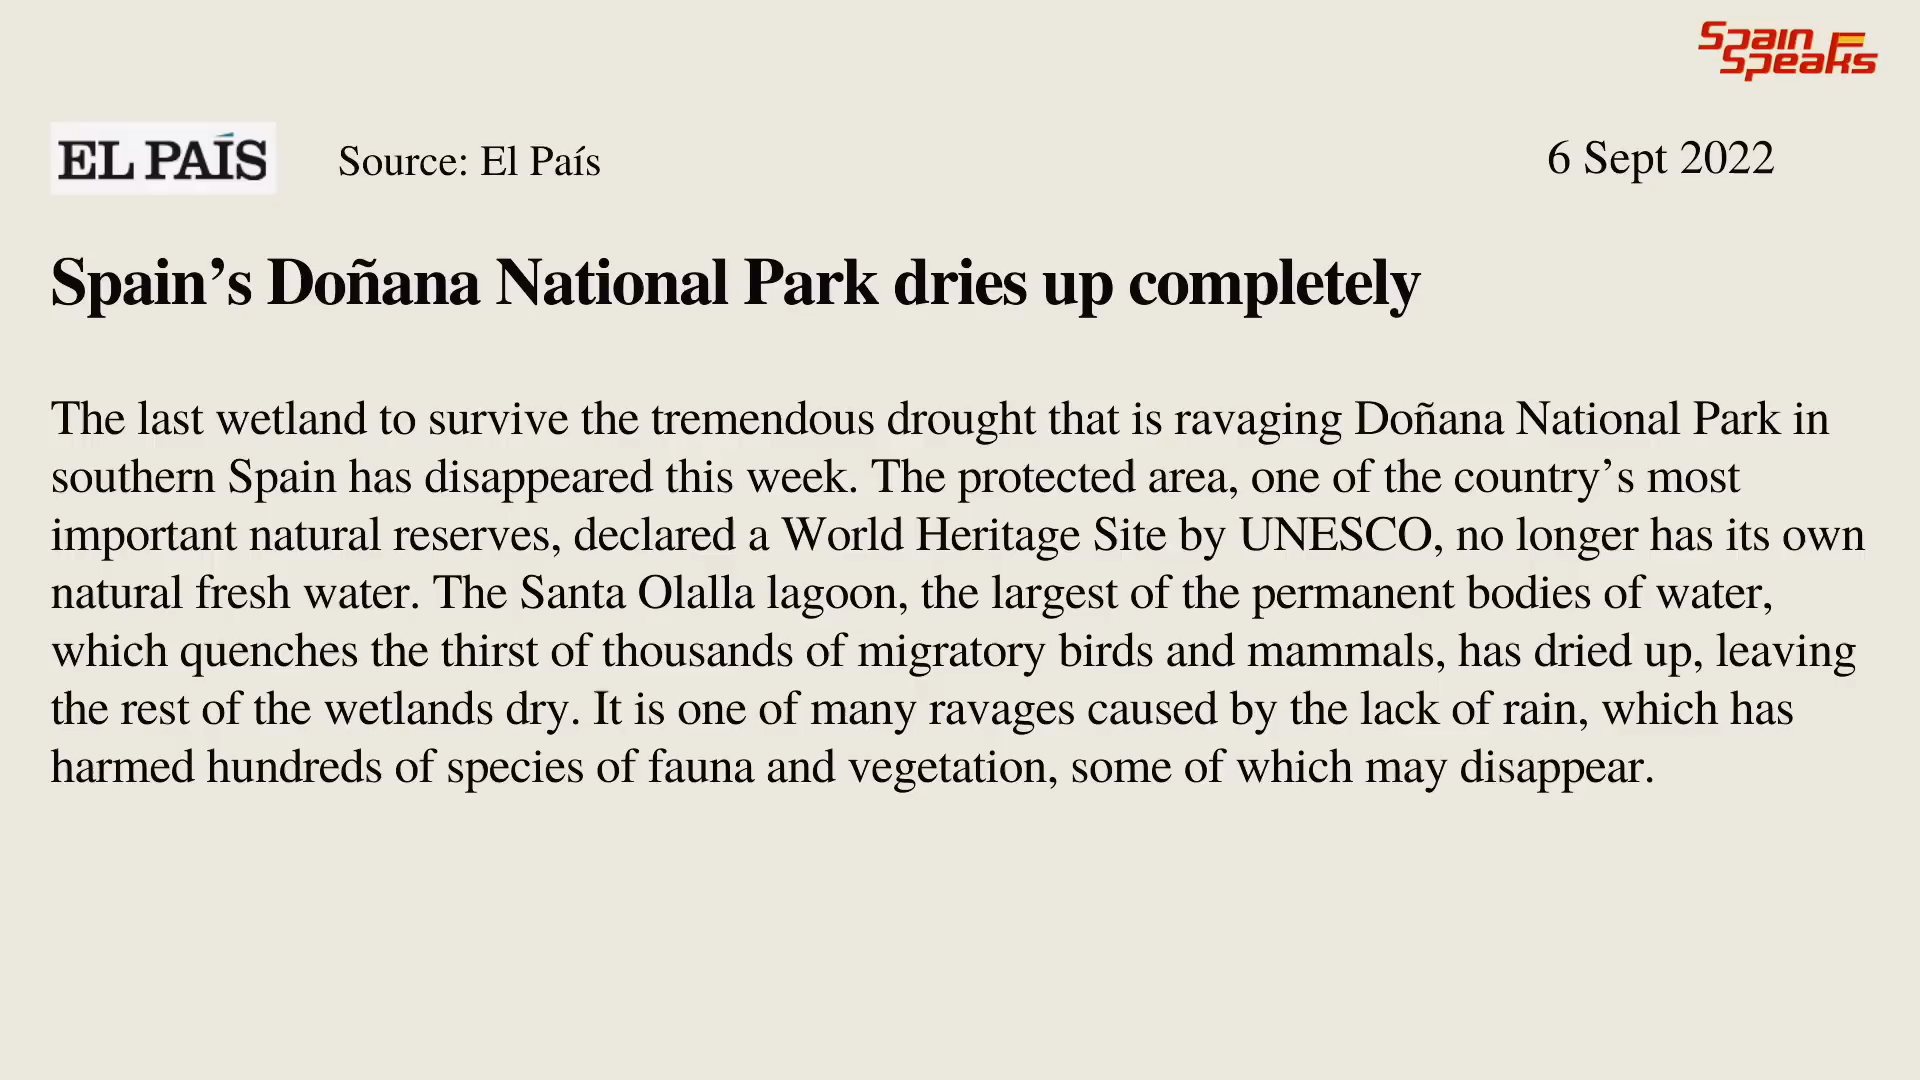 Spain
Speaks
EL PAÍS
Source: El País
6 Sept 2022
Spain’s Doñana National Park dries up completely
The last wetland to survive the tremendous drought that is ravaging Doñana National Park in
southern Spain has disappeared this week. The protected area, one of the country’s most
important natural reserves, declared a World Heritage Site by UNESCO, no longer has its own
natural fresh water. The Santa Olalla lagoon, the largest of the permanent bodies of water,
which quenches the thirst of thousands of migratory birds and mammals, has dried up, leaving
the rest of the wetlands dry. It is one of many ravages caused by the lack of rain, which has
harmed hundreds of species of fauna and vegetation, some of which may disappear.